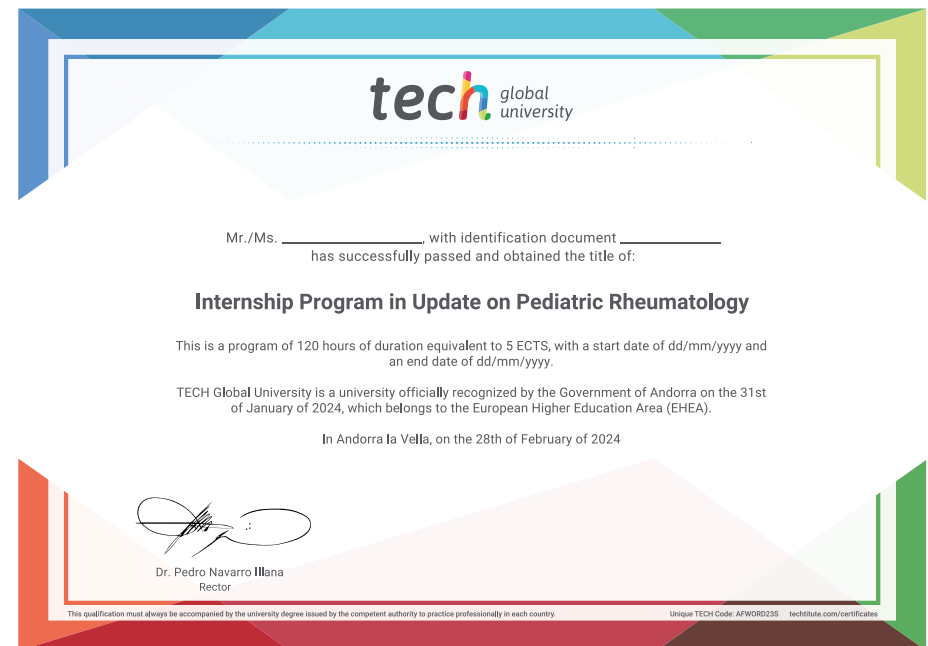 tech global
university
Mr./Ms. ____________, with identification document ____________
has successfully passed and obtained the title of:
Internship Program in Update on Pediatric Rheumatology
This is a program of 120 hours of duration equivalent to 5 ECTS, with a start date of dd/mm/yyyy and
an end date of dd/mm/yyyy.
TECH Global University is a university officially recognized by the Government of Andorra on the 31st
of January of 2024, which belongs to the European Higher Education Area (EHEA).
In Andorra la Vella, on the 28th of February of 2024
Dr. Pedro Navarro Illana
Rector
This qualification must always be accompanied by the university degree issued by the competent authority to practice professionally in each country.
Unique TECH Code: AFWORD23S techtitute.com/certificates